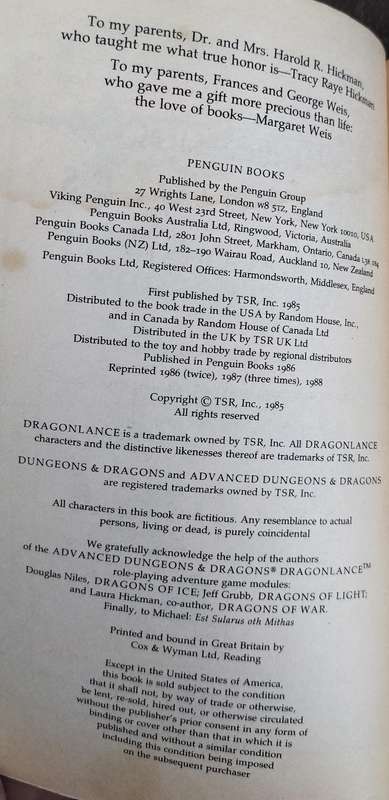 To my parents, Dr. and Mrs. Harold R. Hickman,
who taught me what true honor is—Tracy Raye Hickman
To my parents, Frances and George Weis,
who gave me a gift more precious than life:
the love of books—Margaret Weis
PENGUIN BOOKS
Published by the Penguin Group
27 Wrights Lane, London W8 5TZ, England
Viking Penguin Inc., 40 West 23rd Street, New York, New York 10010, USA
Penguin Books Australia Ltd, Ringwood, Victoria, Australia
Penguin Books Canada Ltd, 2801 John Street, Markham, Ontario, Canada L3R 1B4
Penguin Books (NZ) Ltd, 182–190 Wairau Road, Auckland 10, New Zealand
Penguin Books Ltd, Registered Offices: Harmondsworth, Middlesex, England
First published by TSR, Inc. 1985
Distributed to the book trade in the USA by Random House, Inc.,
and in Canada by Random House of Canada Ltd
Distributed in the UK by TSR UK Ltd
Distributed to the toy and hobby trade by regional distributors
Published in Penguin Books 1986
Reprinted 1986 (twice), 1987 (three times), 1988
Copyright © TSR, Inc., 1985
All rights reserved
DRAGONLANCE is a trademark owned by TSR, Inc. All DRAGONLANCE
characters and the distinctive likenesses thereof are trademarks of TSR, Inc.
DUNGEONS & DRAGONS and ADVANCED DUNGEONS & DRAGONS
are registered trademarks owned by TSR, Inc.
All characters in this book are fictitious. Any resemblance to actual
persons, living or dead, is purely coincidental
We gratefully acknowledge the help of the authors
of the ADVANCED DUNGEONS & DRAGONS® DRAGONLANCE™
role-playing adventure game modules:
Douglas Niles, DRAGONS OF ICE; Jeff Grubb, DRAGONS OF LIGHT;
and Laura Hickman, co-author, DRAGONS OF WAR.
Finally, to Michael: Est Sularus oth Mithas
Printed and bound in Great Britain by
Cox & Wyman Ltd, Reading
Except in the United States of America,
this book is sold subject to the condition
that it shall not, by way of trade or otherwise,
be lent, re-sold, hired out, or otherwise circulated
without the publisher's prior consent in any form of
binding or cover other than that in which it is
published and without a similar condition
including this condition being imposed
on the subsequent purchaser